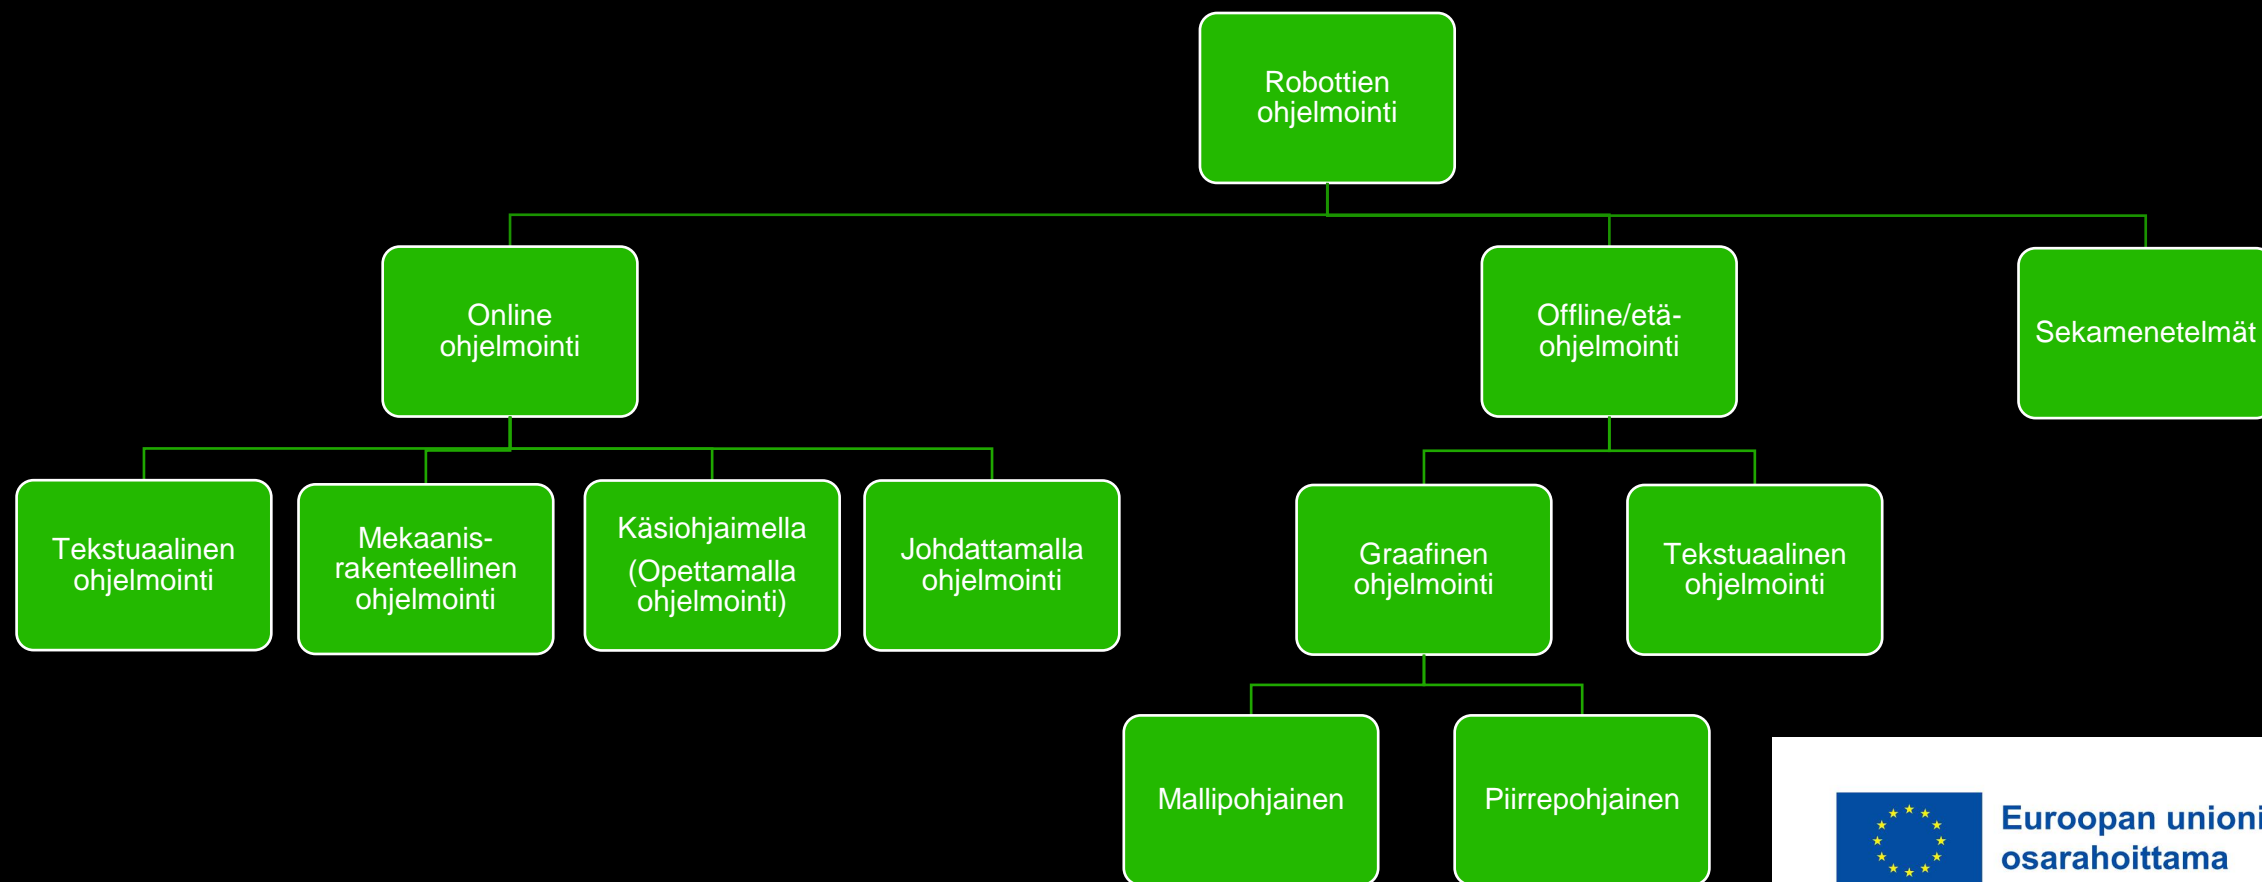 Robottien
ohjelmointi
Online
ohjelmointi
Offline/etä-
ohjelmointi
Sekamenetelmät
Tekstuaalinen
ohjelmointi
Mekaanis-
rakenteellinen
ohjelmointi
Käsiohjaimella
(Opettamalla
ohjelmointi)
Johdattamalla
ohjelmointi
Graafinen
ohjelmointi
Tekstuaalinen
ohjelmointi
Mallipohjainen
Piirrepohjainen
Euroopan unioni
osarahoittama